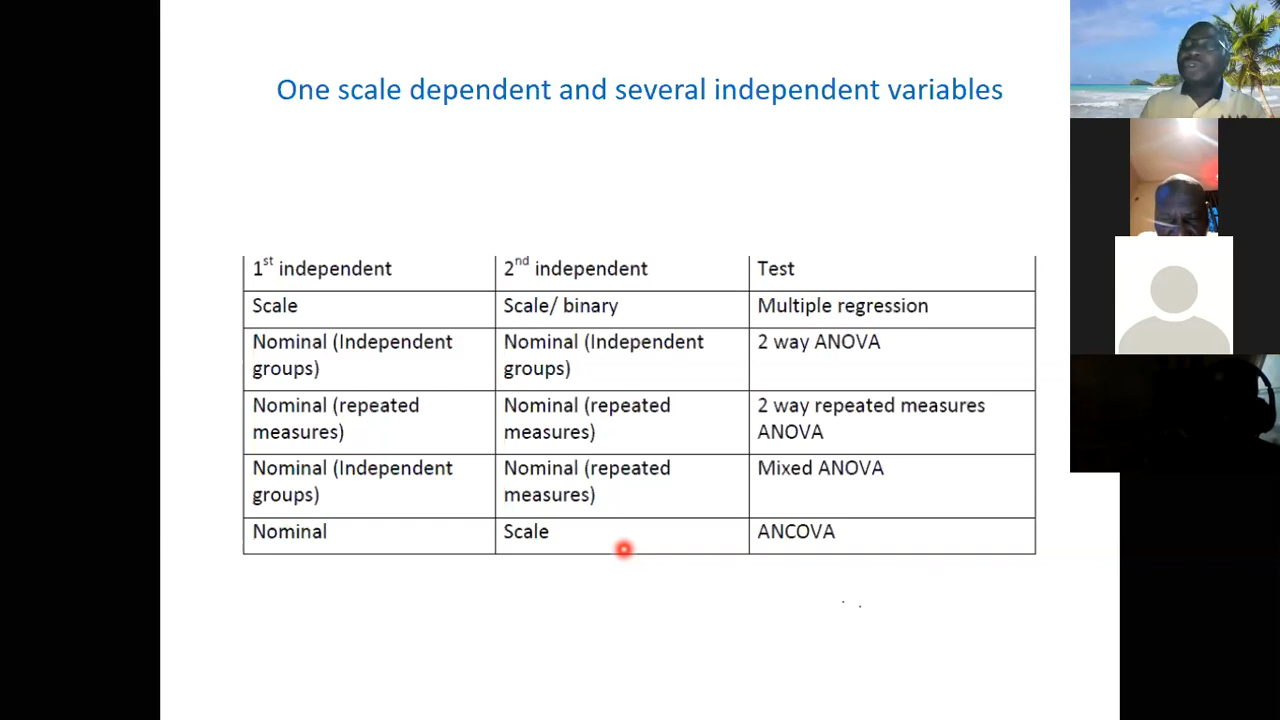 One scale dependent and several independent variables
1st independent 2nd independent Test
Scale Scale/ binary Multiple regression
Nominal (Independent groups) Nominal (Independent groups) 2 way ANOVA
Nominal (repeated measures) Nominal (repeated measures) 2 way repeated measures ANOVA
Nominal (Independent groups) Nominal (repeated measures) Mixed ANOVA
Nominal Scale ANCOVA